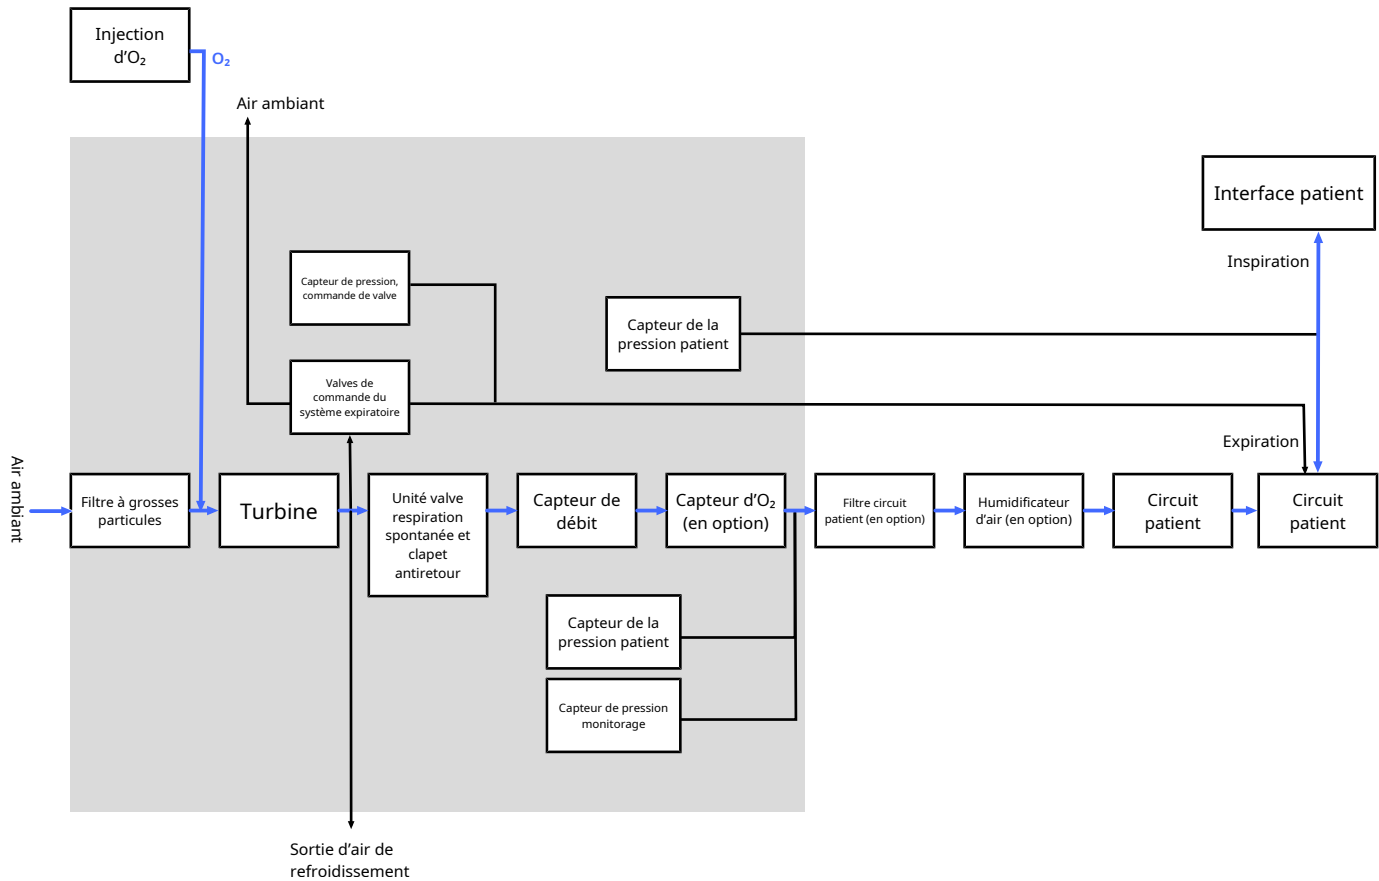 Injection
d’O₂
O₂
Air ambiant
Interface patient
Inspiration
Capteur de pression,
commande de valve
Capteur de la
pression patient
Valves de
commande du
système expiratoire
Expiration
Air ambiant
Filtre à grosses
particules
Turbine
Unité valve
respiration
spontanée et
clapet
antiretour
Capteur de
débit
Capteur d’O₂
(en option)
Filtre circuit
patient (en option)
Humidificateur
d’air (en option)
Circuit
patient
Circuit
patient
Capteur de la
pression patient
Capteur de pression
monitorage
Sortie d’air de
refroidissement